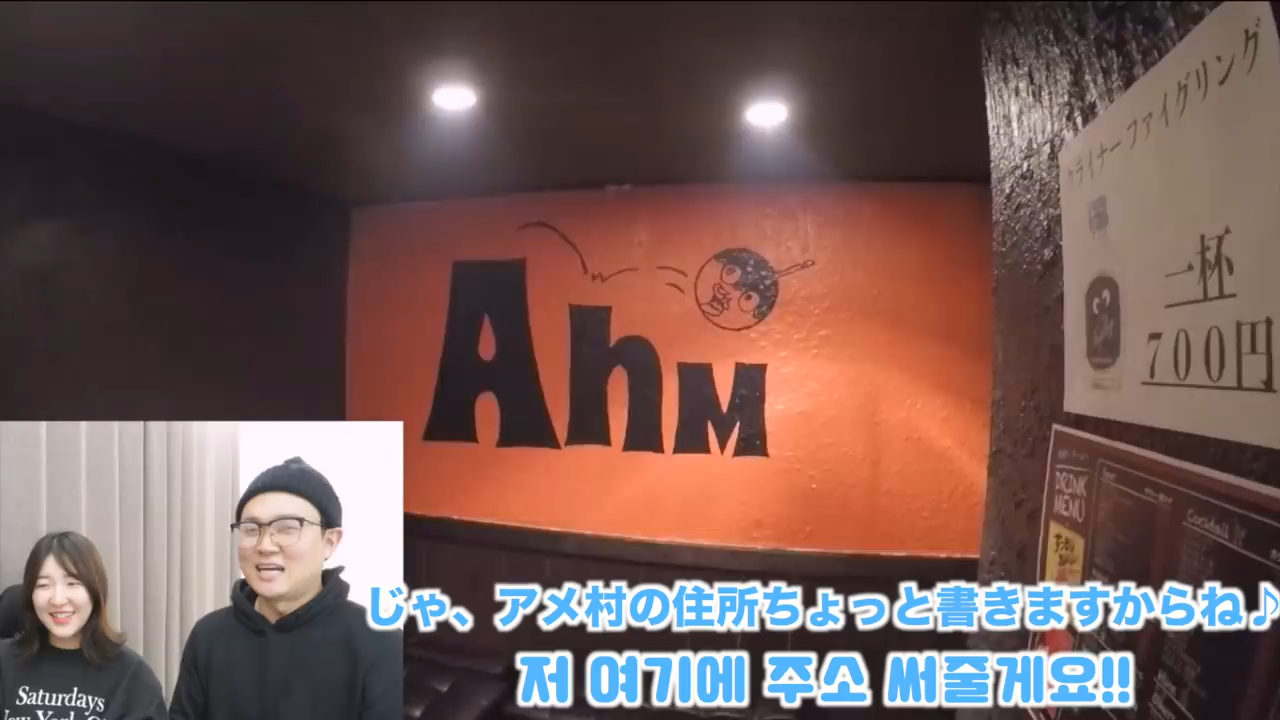 AhM
クライナーファイグリング
一杯
700円
DRINK
MENU
Cocktail
Saturdays
New York
じゃ、アメ村の住所ちょっと書きますからね♪
저 여기에 주소 써줄게요!!